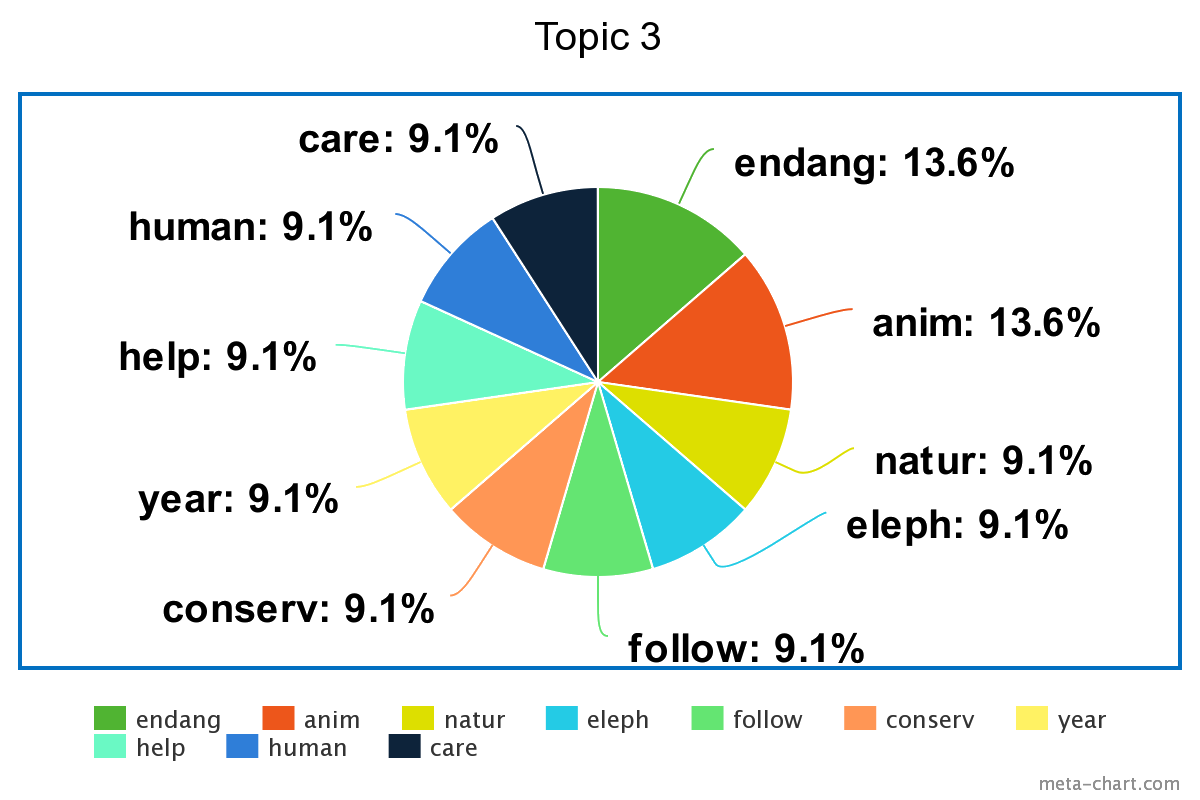 Topic 3
care: 9.1%
endang: 13.6%
human: 9.1%
anim: 13.6%
help: 9.1%
natur: 9.1%
year: 9.1%
eleph: 9.1%
conserv: 9.1%
follow: 9.1%
endang anim natur eleph follow conserv year
help human care
meta-chart.com